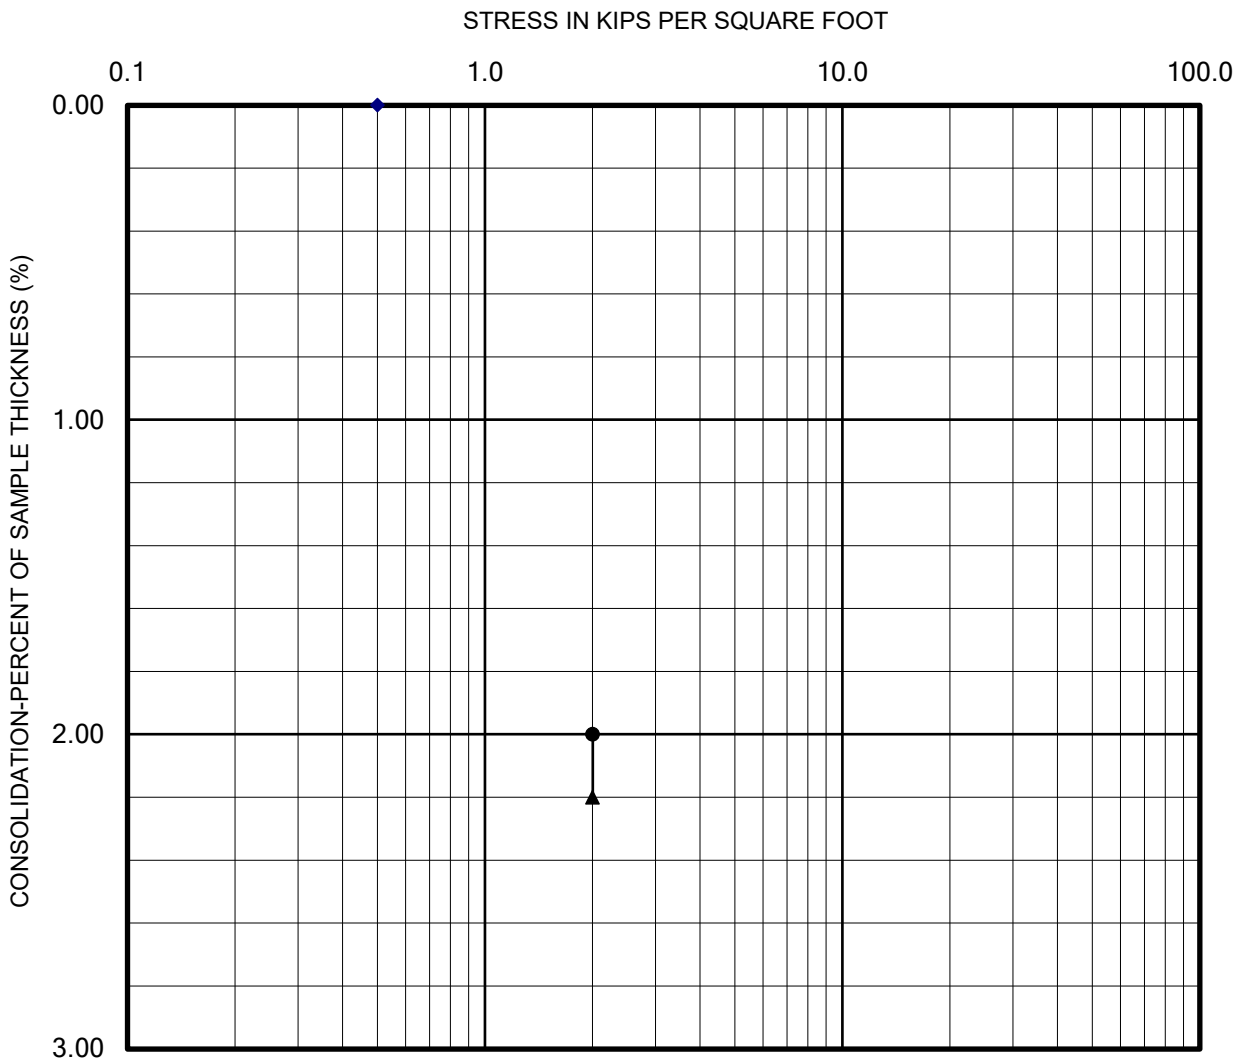 STRESS IN KIPS PER SQUARE FOOT
0.1 1.0 10.0 100.0
0.00
1.00
2.00
3.00
CONSOLIDATION-PERCENT OF SAMPLE THICKNESS (%)